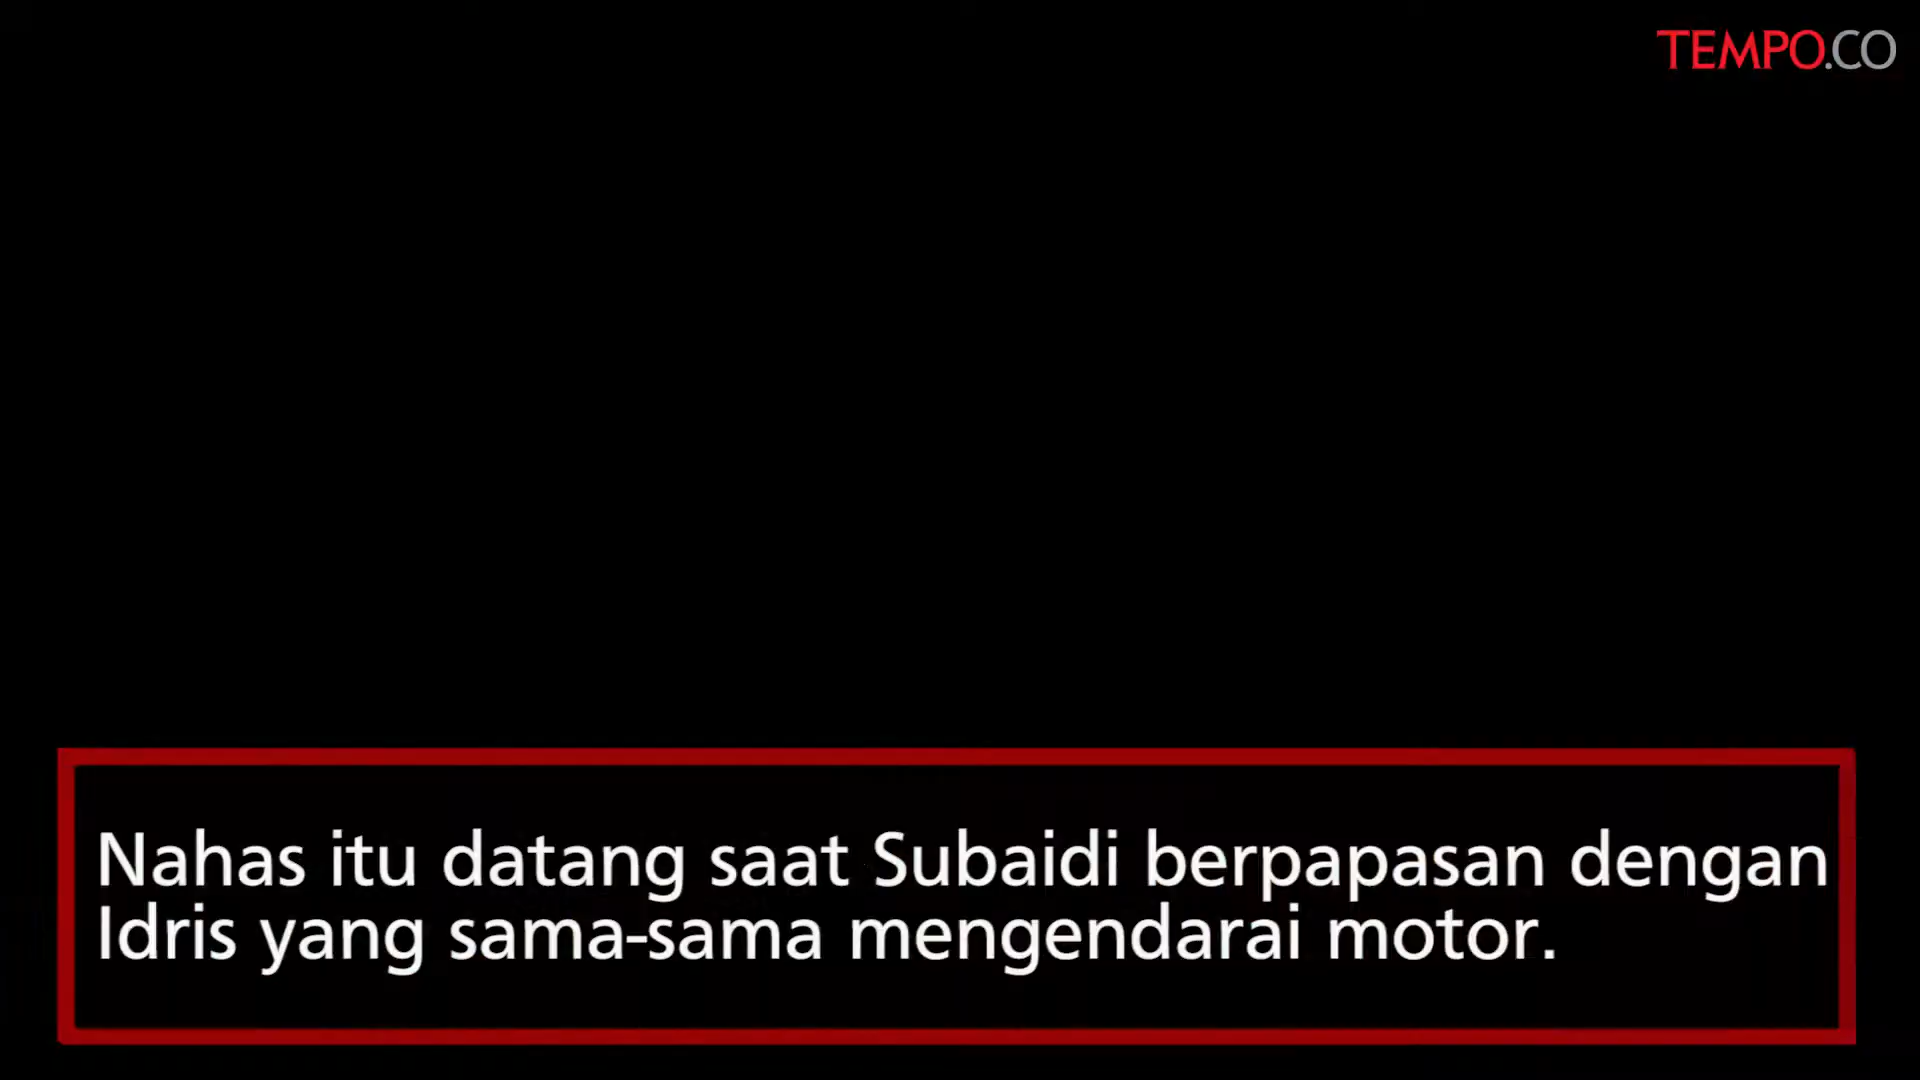 TEMPO.CO
Nahas itu datang saat Subaidi berpapasan dengan
Idris yang sama-sama mengendarai motor.